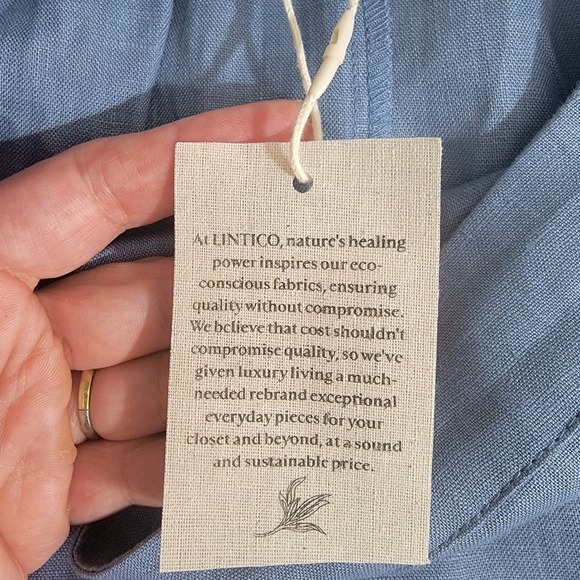 At LINTICO, nature's healing
power inspires our eco-
conscious fabrics, ensuring
quality without compromise.
We believe that cost shouldn't
compromise quality, so we've
given luxury living a much-
needed rebrand exceptional
everyday pieces for your
closet and beyond, at a sound
and sustainable price.